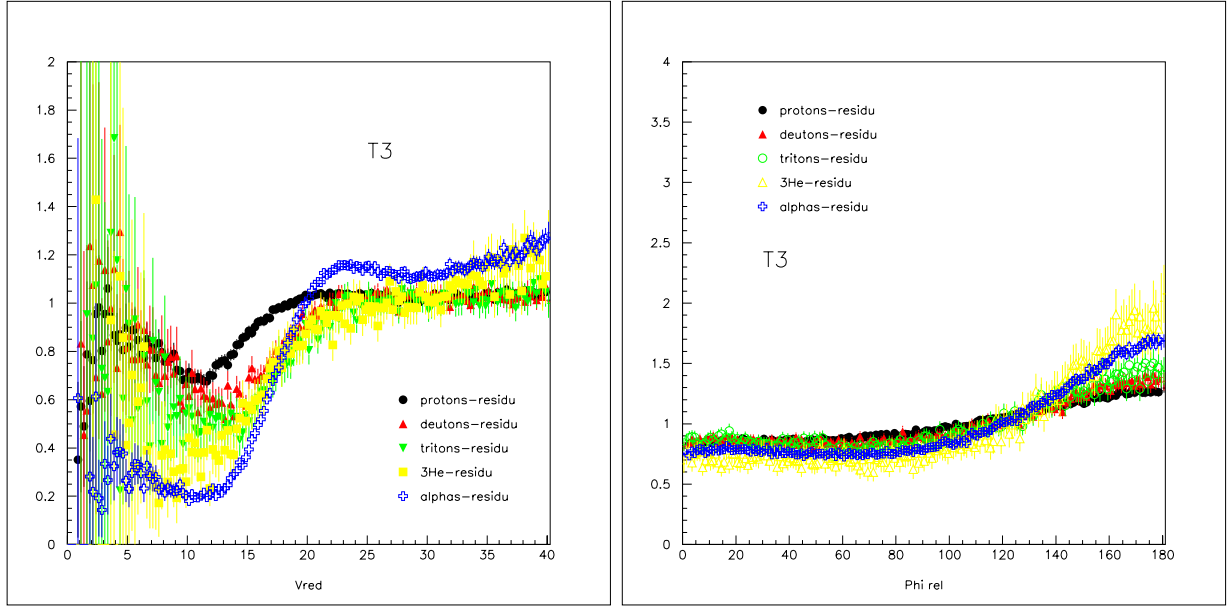 2
1.8
1.6
1.4
1.2
1
0.8
0.6
0.4
0.2
0
T3
protons-residu
deutons-residu
tritons-residu
3He-residu
alphas-residu
0 5 10 15 20 25 30 35 40
Vred
4
3.5
3
2.5
2
1.5
1
0.5
0
protons-residu
deutons-residu
tritons-residu
3He-residu
alphas-residu
T3
0 20 40 60 80 100 120 140 160 180
Phi rel